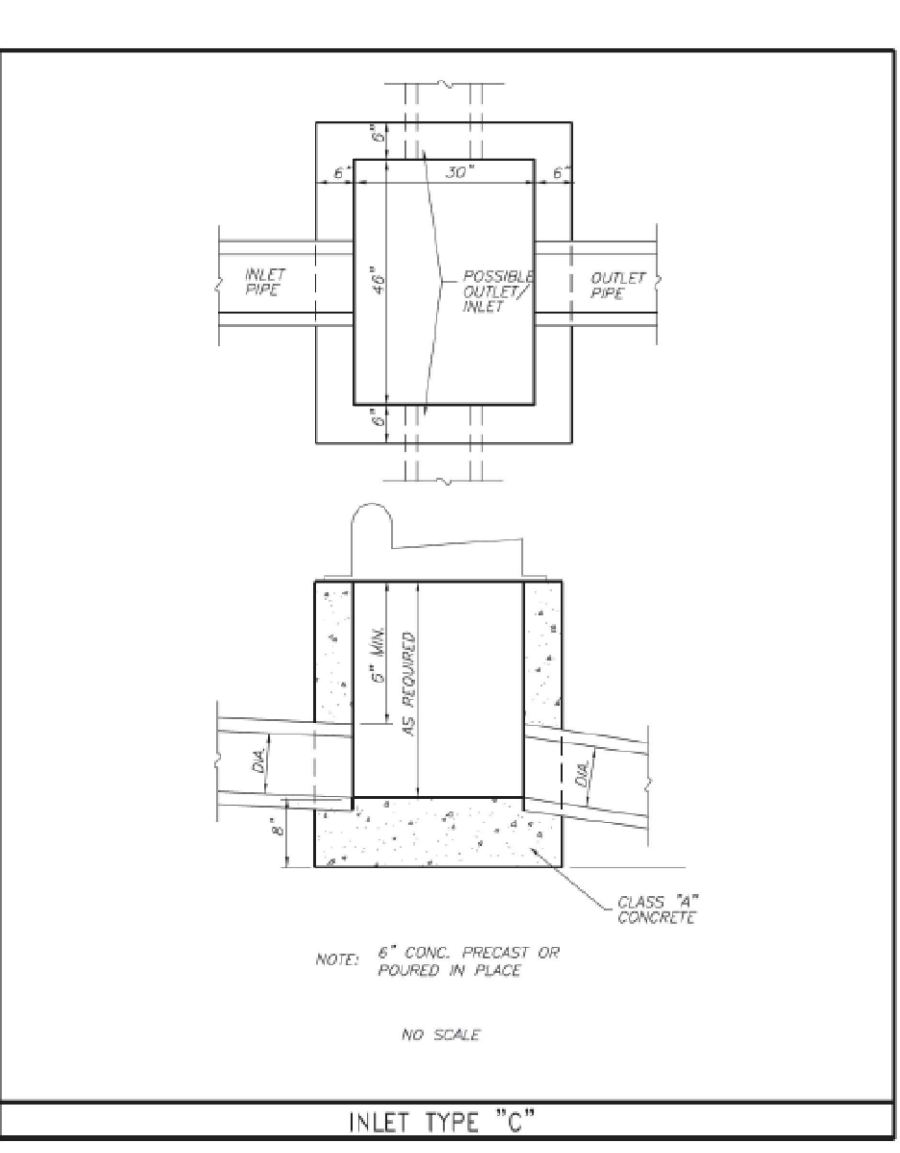 6"
6" 30" 6"
INLET
PIPE
46"
POSSIBLE
OUTLET/
INLET
OUTLET
PIPE
6"
6" MIN.
AS REQUIRED
DIA.
DIA.
8"
CLASS "A"
CONCRETE
NOTE: 6" CONC. PRECAST OR
POURED IN PLACE
NO SCALE
INLET TYPE "C"